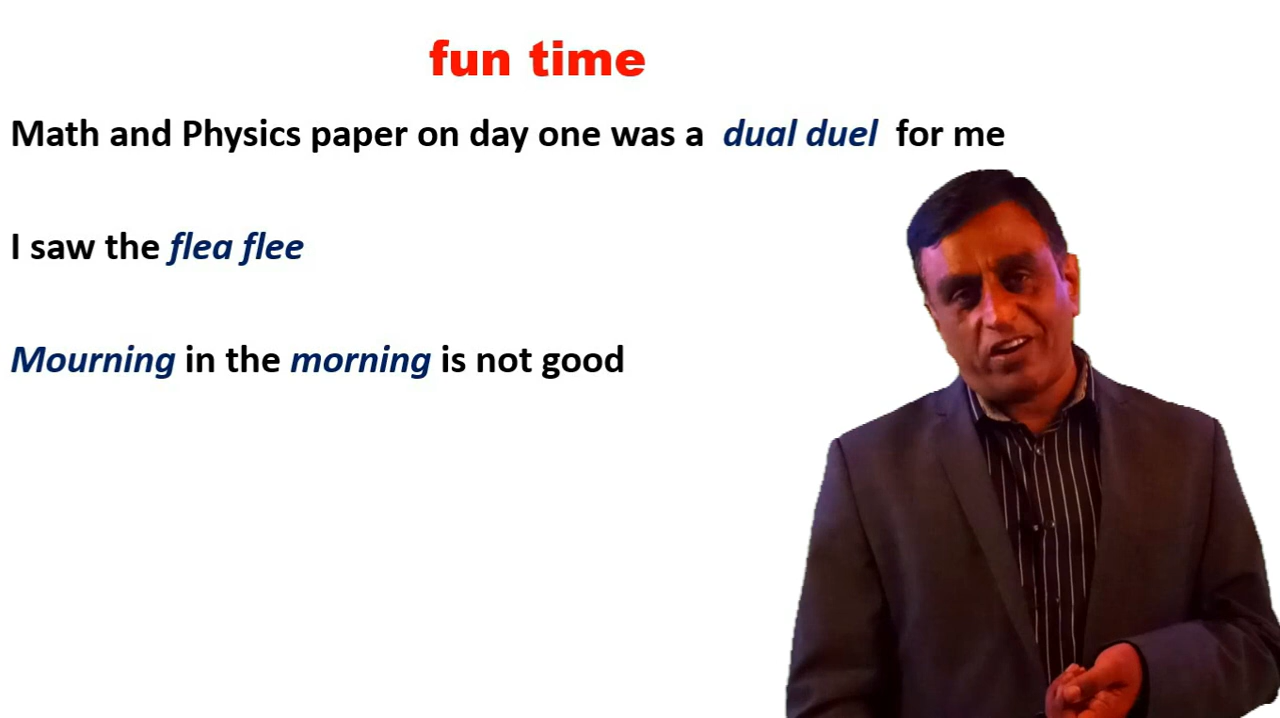 fun time
Math and Physics paper on day one was a dual duel for me
I saw the flea flee
Mourning in the morning is not good